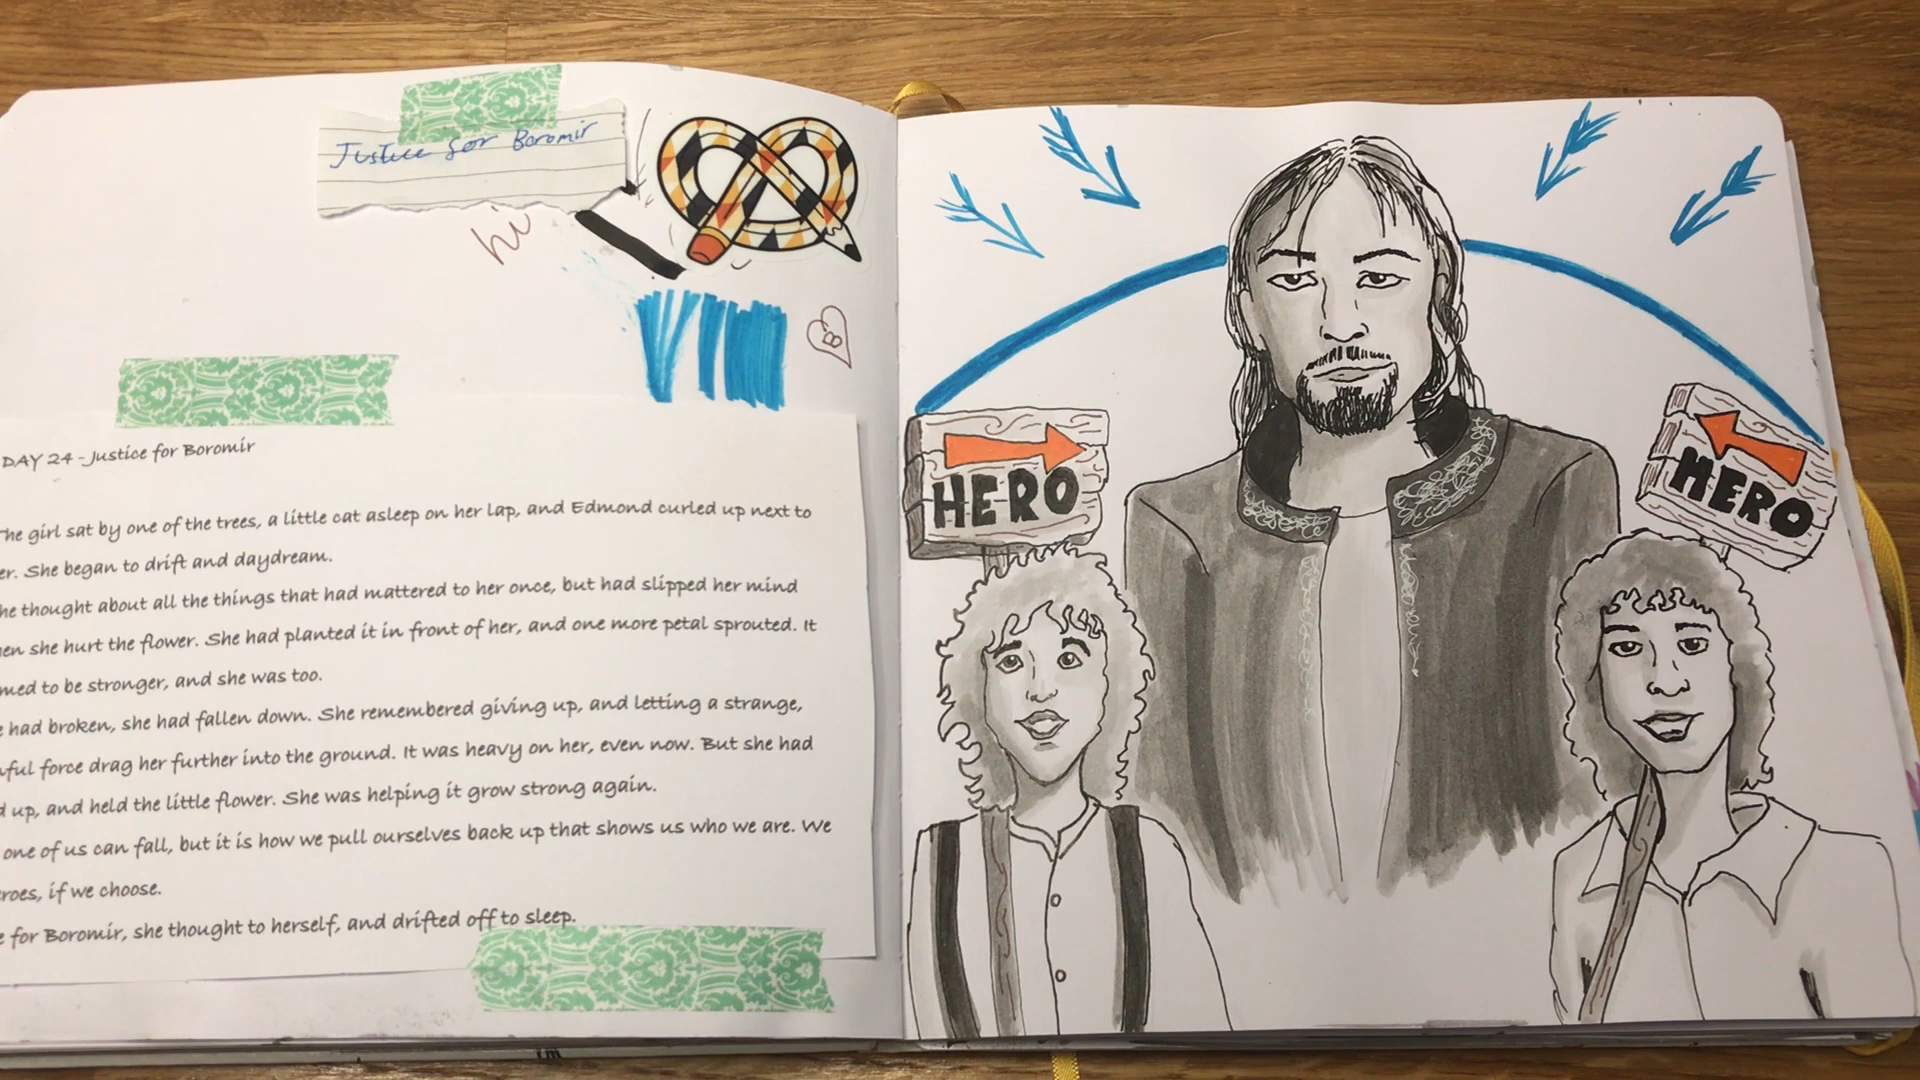 Justice for Boromir
hi
VIII
B
DAY 24 - Justice for Boromir
The girl sat by one of the trees, a little cat asleep on her lap, and Edmond curled up next to
er. She began to drift and daydream.
he thought about all the things that had mattered to her once, but had slipped her mind
en she hurt the flower. She had planted it in front of her, and one more petal sprouted. It
med to be stronger, and she was too.
had broken, she had fallen down. She remembered giving up, and letting a strange,
ful force drag her further into the ground. It was heavy on her, even now. But she had
d up, and held the little flower. She was helping it grow strong again.
one of us can fall, but it is how we pull ourselves back up that shows us who we are. We
roes, if we choose.
e for Boromir, she thought to herself, and drifted off to sleep.
HERO
HERO